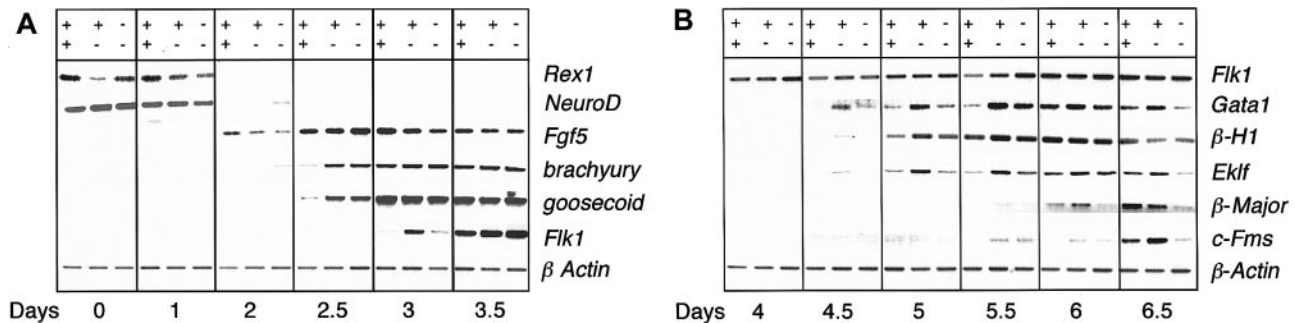 A
+ + - + + - + + - + + - + + - + + -
+ - - + - - + - - + - - + - - + - -
Rex1
NeuroD
Fgf5
brachyury
goosecoid
Flk1
β Actin
Days 0 1 2 2.5 3 3.5
B
+ + - + + - + + - + + - + + - + + -
+ - - + - - + - - + - - + - - + - -
Flk1
Gata1
β-H1
Eklf
β-Major
c-Fms
β-Actin
Days 4 4.5 5 5.5 6 6.5